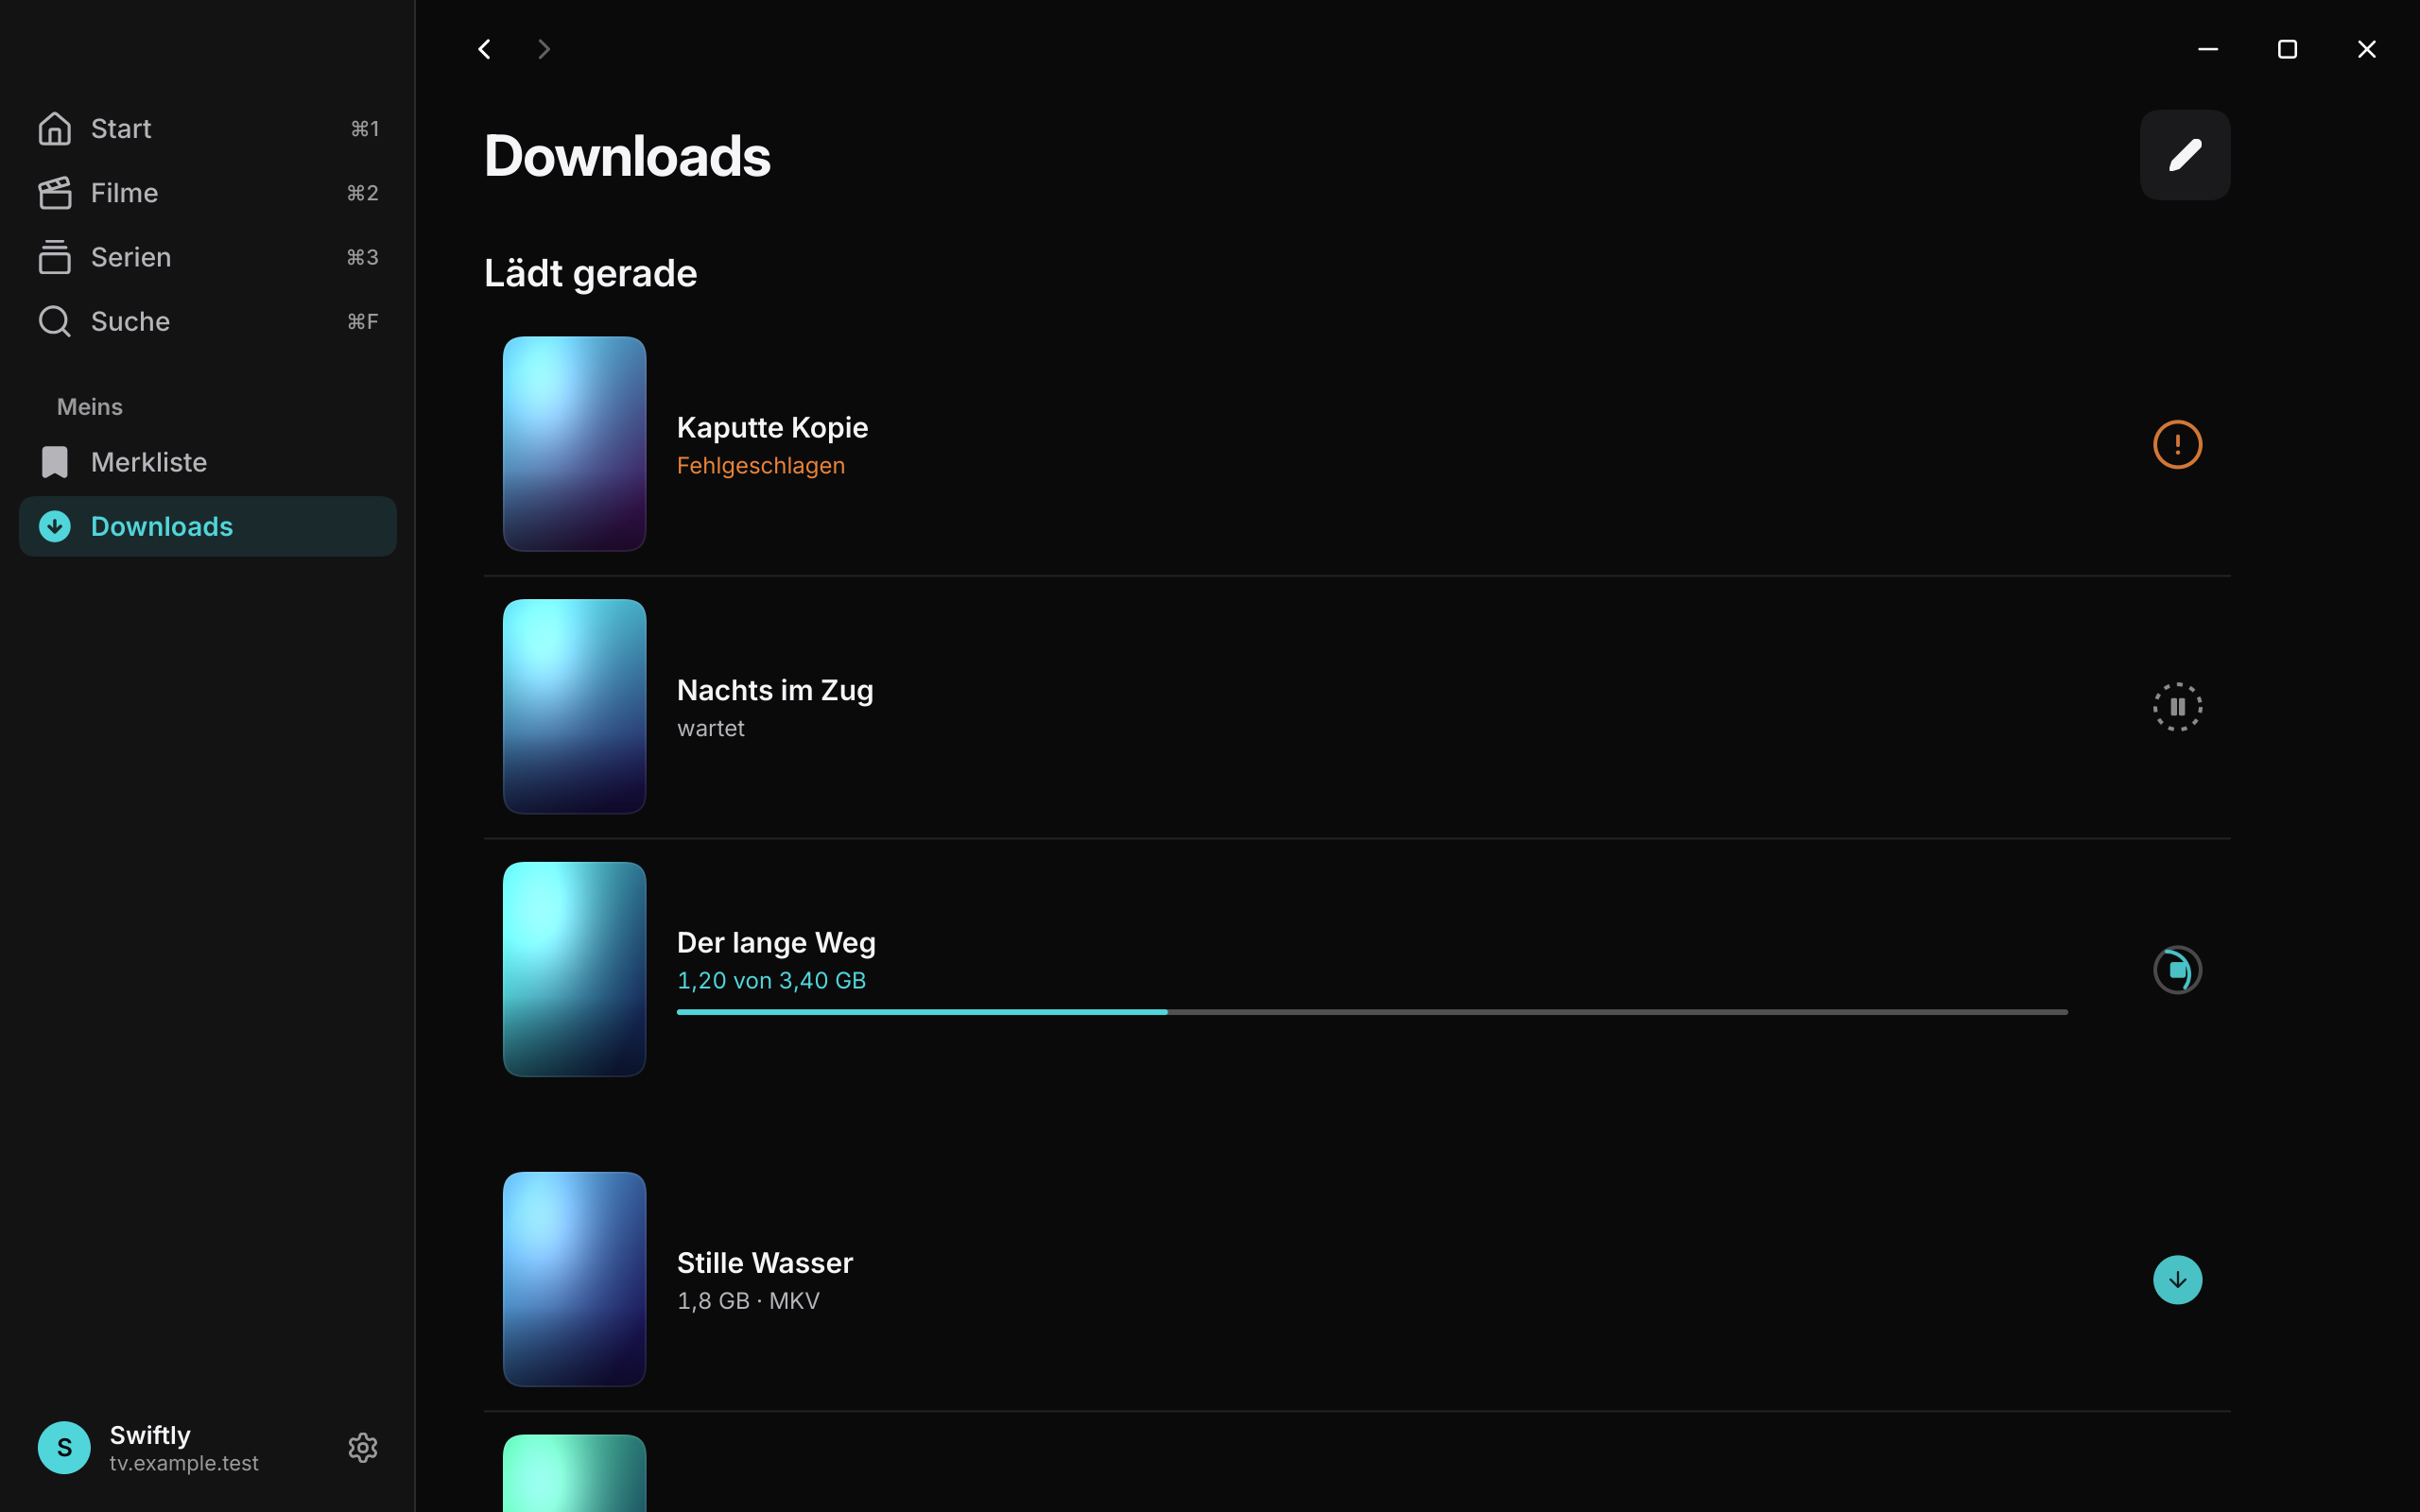 Start ⌘1
Filme ⌘2
Serien ⌘3
Suche ⌘F
Meins
Merkliste
Downloads
Swiftly
tv.example.test
S
Downloads
Lädt gerade
Kaputte Kopie
Fehlgeschlagen
Nachts im Zug
wartet
Der lange Weg
1,20 von 3,40 GB
Stille Wasser
1,8 GB · MKV